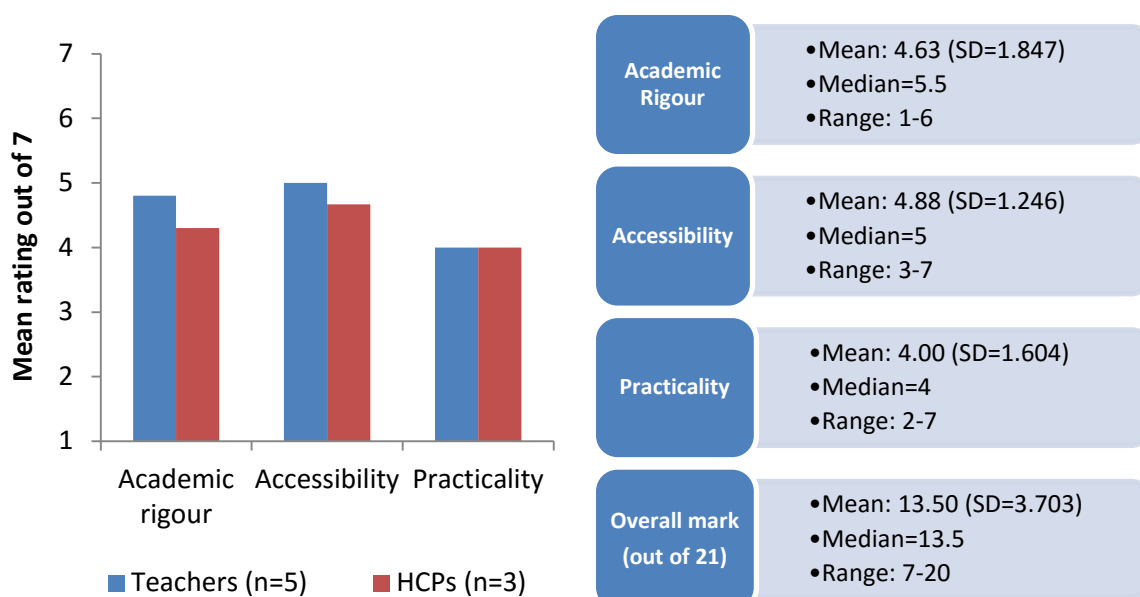 Mean rating out of 7
7
6
5
4
3
2
1
Academic
rigour
Accessibility
Practicality
Teachers (n=5)
HCPs (n=3)
Academic
Rigour
•Mean: 4.63 (SD=1.847)
•Median=5.5
•Range: 1-6
Accessibility
•Mean: 4.88 (SD=1.246)
•Median=5
•Range: 3-7
Practicality
•Mean: 4.00 (SD=1.604)
•Median=4
•Range: 2-7
Overall mark
(out of 21)
•Mean: 13.50 (SD=3.703)
•Median=13.5
•Range: 7-20